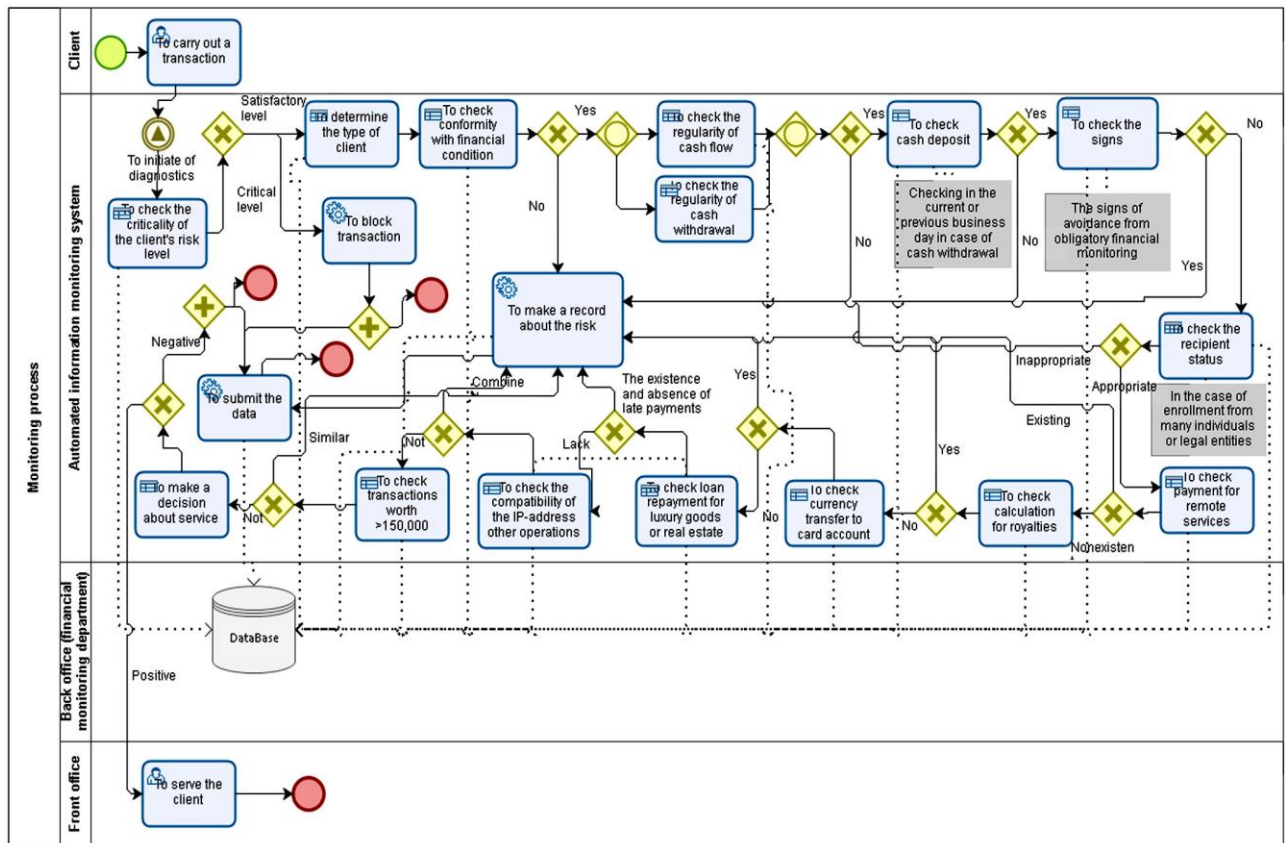 Monitoring process
Client
To carry out a
transaction
Automated information monitoring system
To initiate of
diagnostics
To check the
criticality of
the client's risk
level
Satisfactory
level
Critical
level
To determine
the type of
client
To check
conformity
with financial
condition
To block
transaction
Yes
No
To check the
regularity of
cash flow
To check the
regularity of
cash
withdrawal
Yes
No
To check
cash deposit
Checking in the
current or
previous business
day in case of
cash withdrawal
Yes
No
To check the
signs
The signs of
avoidance from
obligatory financial
monitoring
No
Yes
To make a record
about the risk
To check the
recipient
status
In the case of
enrollment from
many individuals
or legal entities
Inappropriate
Appropriate
Negative
To submit the
data
Combine
The existence
and absence of
late payments
Yes
Existing
Similar
Not
Lack
Yes
To make a
decision
about service
Not
To check
transactions
worth
>150,000
To check the
compatibility of
the IP-address
other operations
To check loan
repayment for
luxury goods
or real estate
No
To check
currency
transfer to
card account
No
To check
calculation
for royalties
Nonexisten
To check
payment for
remote
services
Back office (financial
monitoring department)
DataBase
Positive
Front office
To serve the
client